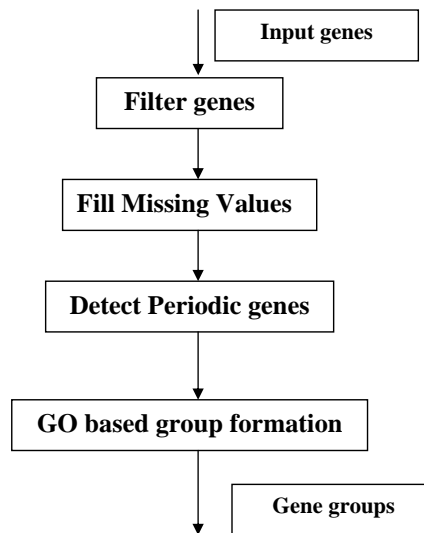 Input genes
Filter genes
Fill Missing Values
Detect Periodic genes
GO based group formation
Gene groups